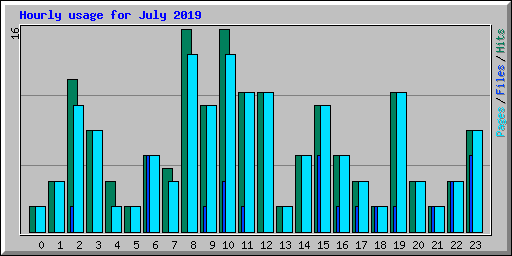 Hourly usage for July 2019
16
Pages/Files/Hits
0 1 2 3 4 5 6 7 8 9 10 11 12 13 14 15 16 17 18 19 20 21 22 23